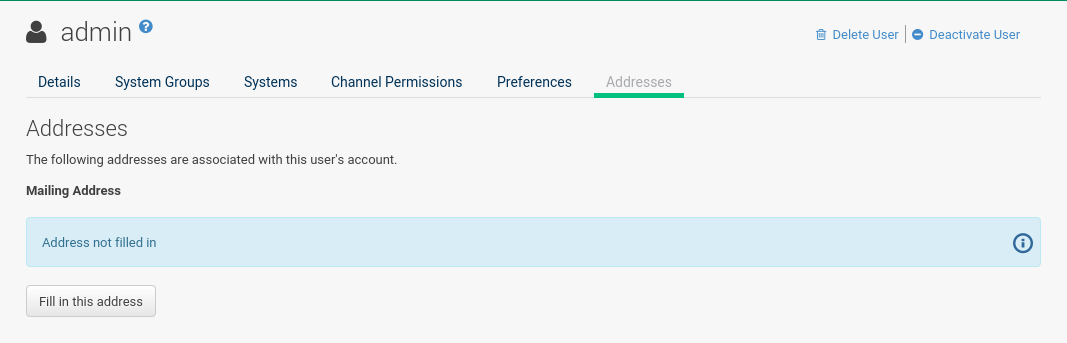 admin ?
Delete User | Deactivate User
Details System Groups Systems Channel Permissions Preferences Addresses
Addresses
The following addresses are associated with this user's account.
Mailing Address
Address not filled in
Fill in this address